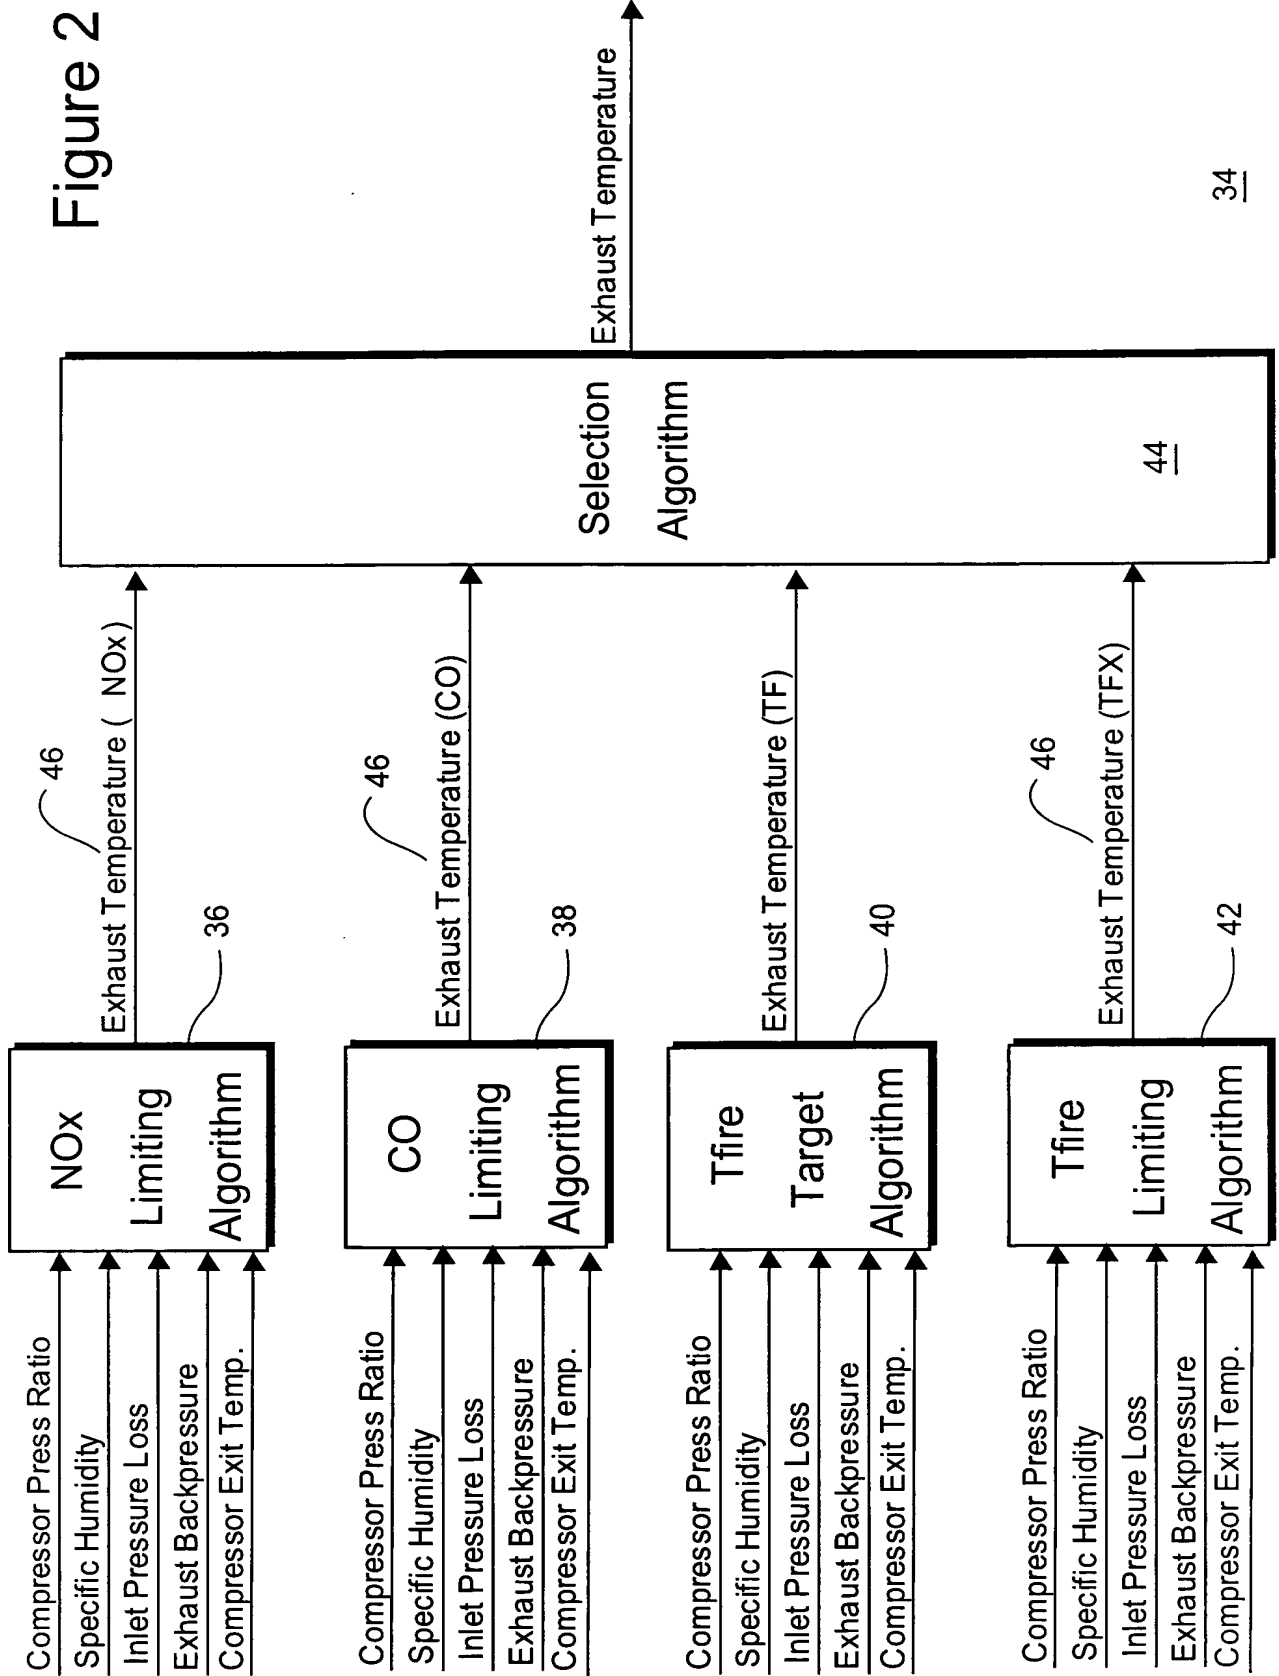 Figure 2
Compressor Press Ratio
Specific Humidity
Inlet Pressure Loss
Exhaust Backpressure
Compressor Exit Temp.
NOx
Limiting
Algorithm
36
Exhaust Temperature ( NOx)
46
Compressor Press Ratio
Specific Humidity
Inlet Pressure Loss
Exhaust Backpressure
Compressor Exit Temp.
CO
Limiting
Algorithm
38
Exhaust Temperature (CO)
46
Compressor Press Ratio
Specific Humidity
Inlet Pressure Loss
Exhaust Backpressure
Compressor Exit Temp.
Tfire
Target
Algorithm
40
Exhaust Temperature (TF)
Compressor Press Ratio
Specific Humidity
Inlet Pressure Loss
Exhaust Backpressure
Compressor Exit Temp.
Tfire
Limiting
Algorithm
42
Exhaust Temperature (TFX)
46
Selection
Algorithm
44
Exhaust Temperature
34